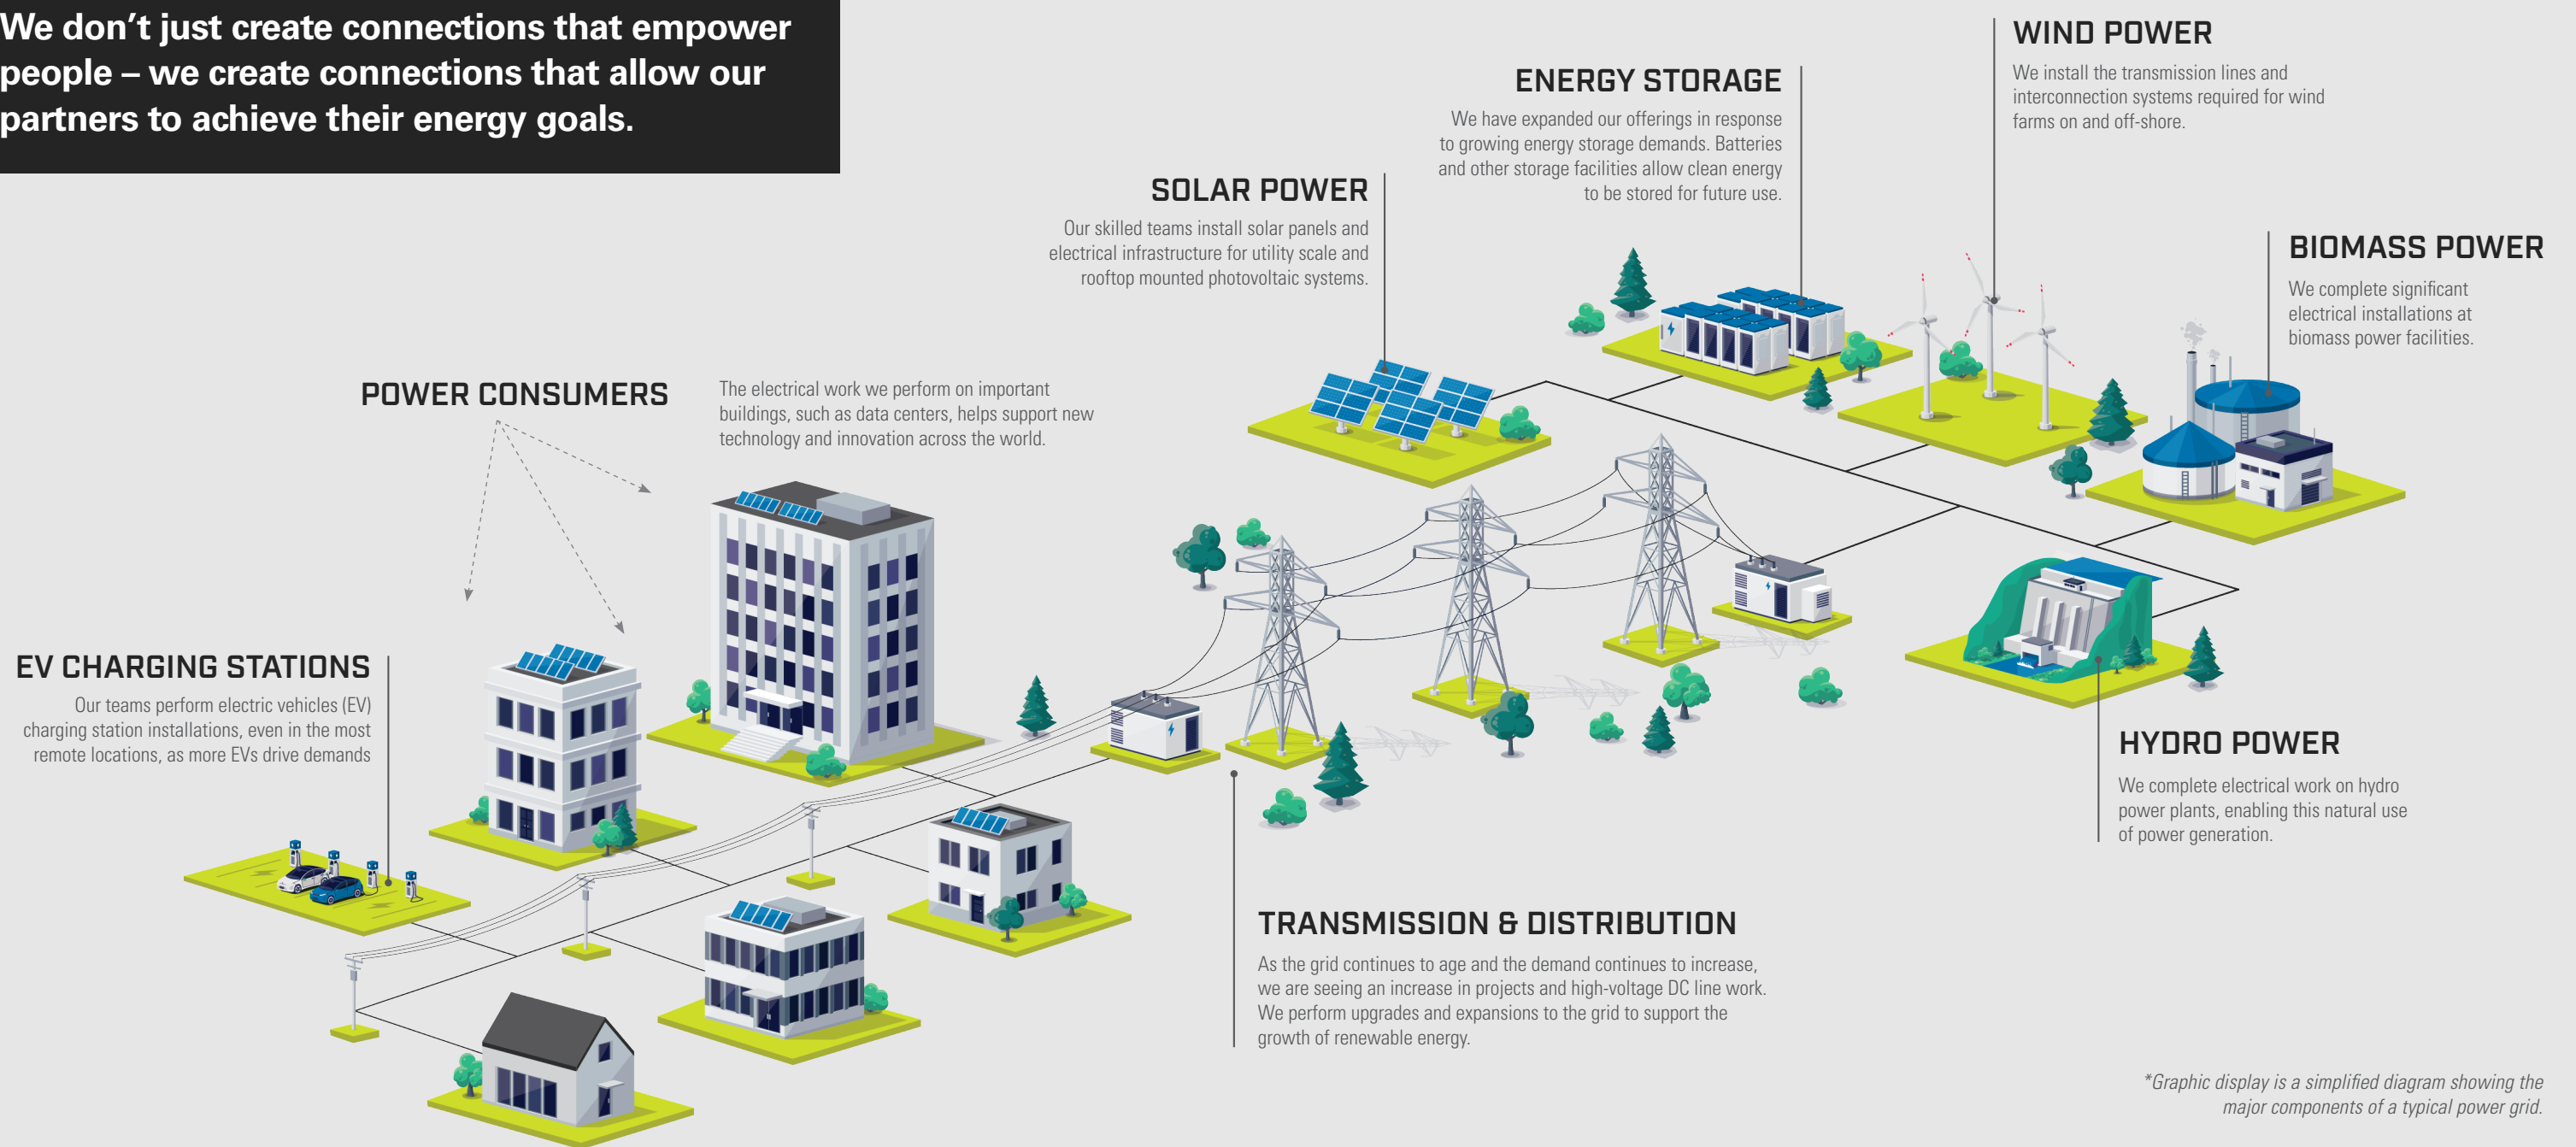 We don’t just create connections that empower
people – we create connections that allow our
partners to achieve their energy goals.
WIND POWER
We install the transmission lines and
interconnection systems required for wind
farms on and off-shore.
ENERGY STORAGE
We have expanded our offerings in response
to growing energy storage demands. Batteries
and other storage facilities allow clean energy
to be stored for future use.
SOLAR POWER
Our skilled teams install solar panels and
electrical infrastructure for utility scale and
rooftop mounted photovoltaic systems.
BIOMASS POWER
We complete significant
electrical installations at
biomass power facilities.
POWER CONSUMERS
The electrical work we perform on important
buildings, such as data centers, helps support new
technology and innovation across the world.
EV CHARGING STATIONS
Our teams perform electric vehicles (EV)
charging station installations, even in the most
remote locations, as more EVs drive demands
HYDRO POWER
We complete electrical work on hydro
power plants, enabling this natural use
of power generation.
TRANSMISSION & DISTRIBUTION
As the grid continues to age and the demand continues to increase,
we are seeing an increase in projects and high-voltage DC line work.
We perform upgrades and expansions to the grid to support the
growth of renewable energy.
*Graphic display is a simplified diagram showing the
major components of a typical power grid.